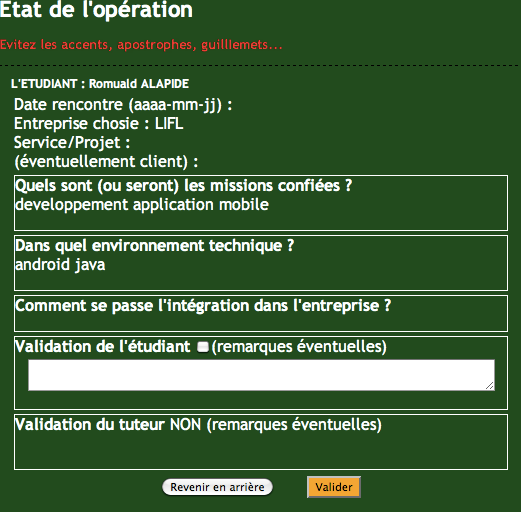 Etat de l'opération
Evitez les accents, apostrophes, guilllemets...
L'ETUDIANT : Romuald ALAPIDE
Date rencontre (aaaa-mm-jj) :
Entreprise chosie : LIFL
Service/Projet :
(éventuellement client) :
Quels sont (ou seront) les missions confiées ?
developpement application mobile
Dans quel environnement technique ?
android java
Comment se passe l'intégration dans l'entreprise ?
Validation de l'étudiant (remarques éventuelles)
Validation du tuteur NON (remarques éventuelles)
Revenir en arrière Valider